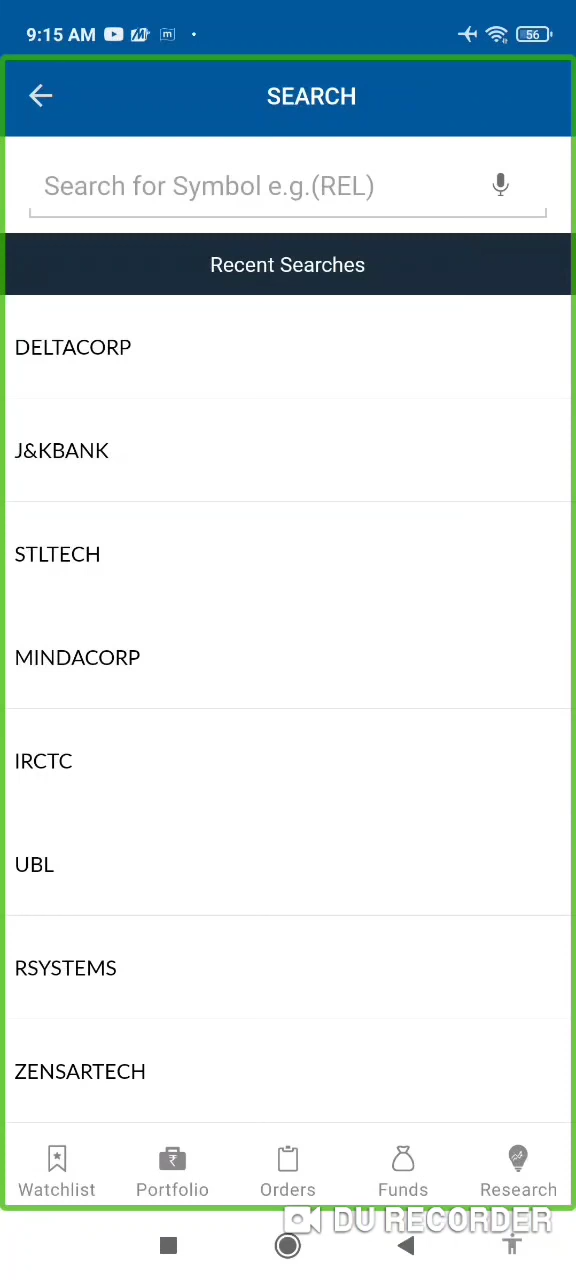 9:15 AM
56
SEARCH
Search for Symbol e.g.(REL)
Recent Searches
DELTACORP
J&KBANK
STLTECH
MINDACORP
IRCTC
UBL
RSYSTEMS
ZENSARTECH
Watchlist Portfolio Orders Funds Research
DU RECORDER